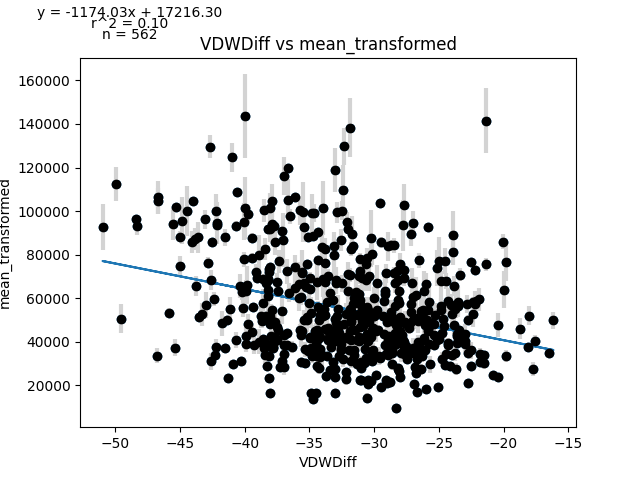 y = -1174.03x + 17216.30
r^2 = 0.10
n = 562
VDWDiff vs mean_transformed
160000
140000
120000
100000
80000
60000
40000
20000
mean_transformed
−50
−45
−40
−35
−30
−25
−20
−15
VDWDiff